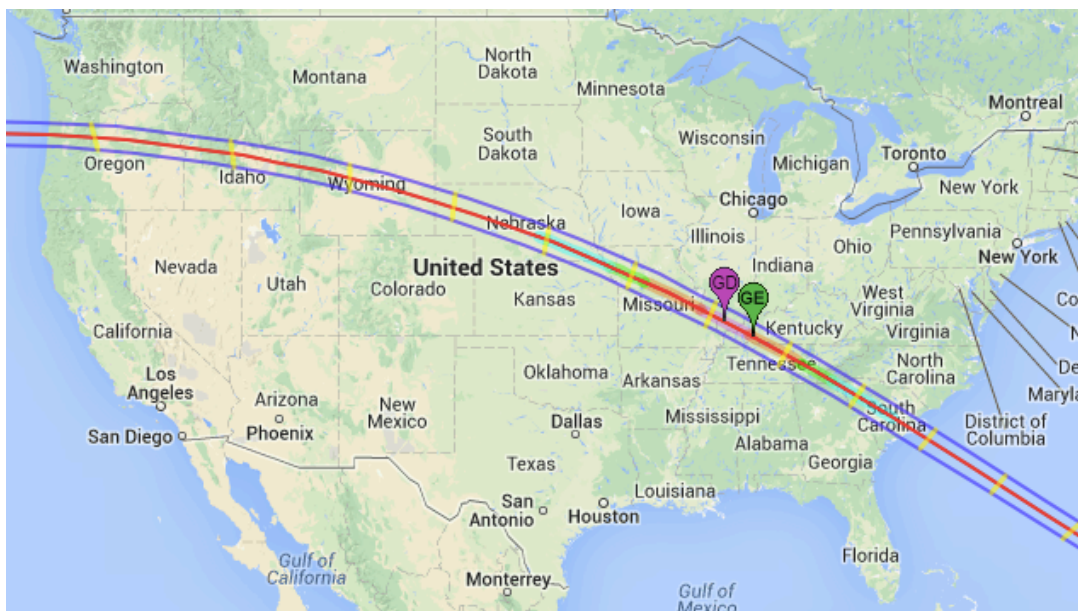 Washington
Montana
North
Dakota
Minnesota
Montreal
Oregon
Idaho
Wyoming
South
Dakota
Wisconsin
Michigan
Toronto
New York
Nebraska
Iowa
Chicago
Illinois
Indiana
Ohio
Pennsylvania
New York
Nevada
Utah
Colorado
United States
Kansas
Missouri
GD
GE
Kentucky
West
Virginia
Virginia
California
Los
Angeles
San Diego
Arizona
Phoenix
New
Mexico
Oklahoma
Arkansas
Tennessee
North
Carolina
South
Carolina
Mississippi
Alabama
Georgia
Dallas
Texas
San
Antonio
Houston
Louisiana
Florida
District of
Columbia
Gulf of
California
Monterrey
Gulf of
Mexico
Co
De
Maryla